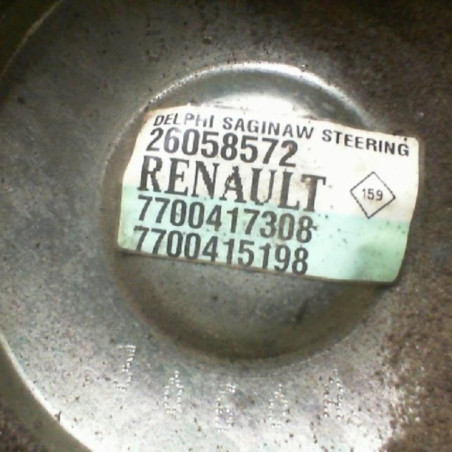 DELPHI SAGINAW STEERING
26058572
RENAULT
159
7700417308
7700415198